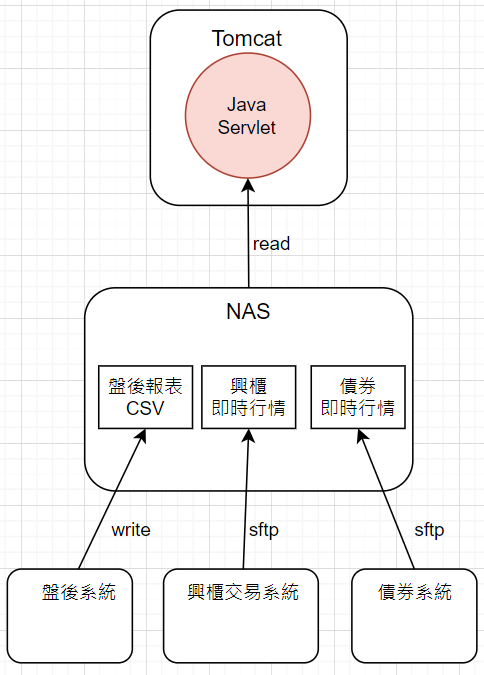 Tomcat
Java
Servlet
read
NAS
盤後報表
CSV
興櫃
即時行情
債券
即時行情
write
sftp
sftp
盤後系統
興櫃交易系統
債券系統